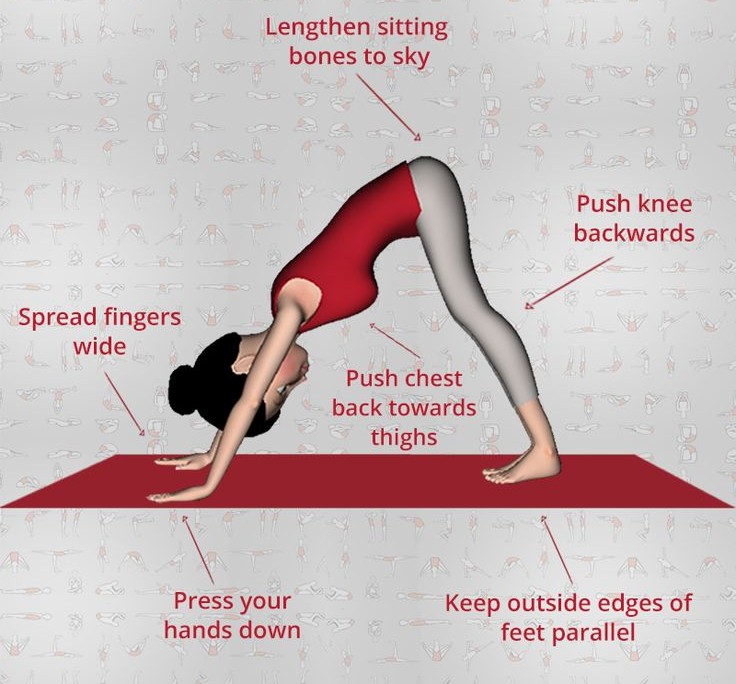 Lengthen sitting
bones to sky
Push knee
backwards
Spread fingers
wide
Push chest
back towards
thighs
Press your
hands down
Keep outside edges of
feet parallel